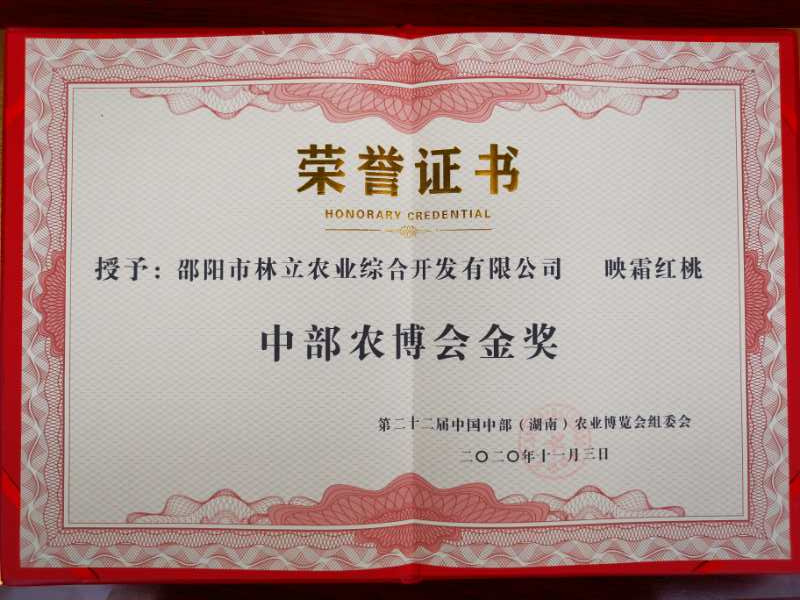 荣誉证书
HONORARY CREDENTIAL
授予：邵阳市林立农业综合开发有限公司 映霜红桃
中部农博会金奖
第二十二届中国中部（湖南）农业博览会组委会
二〇二〇年十一月三日